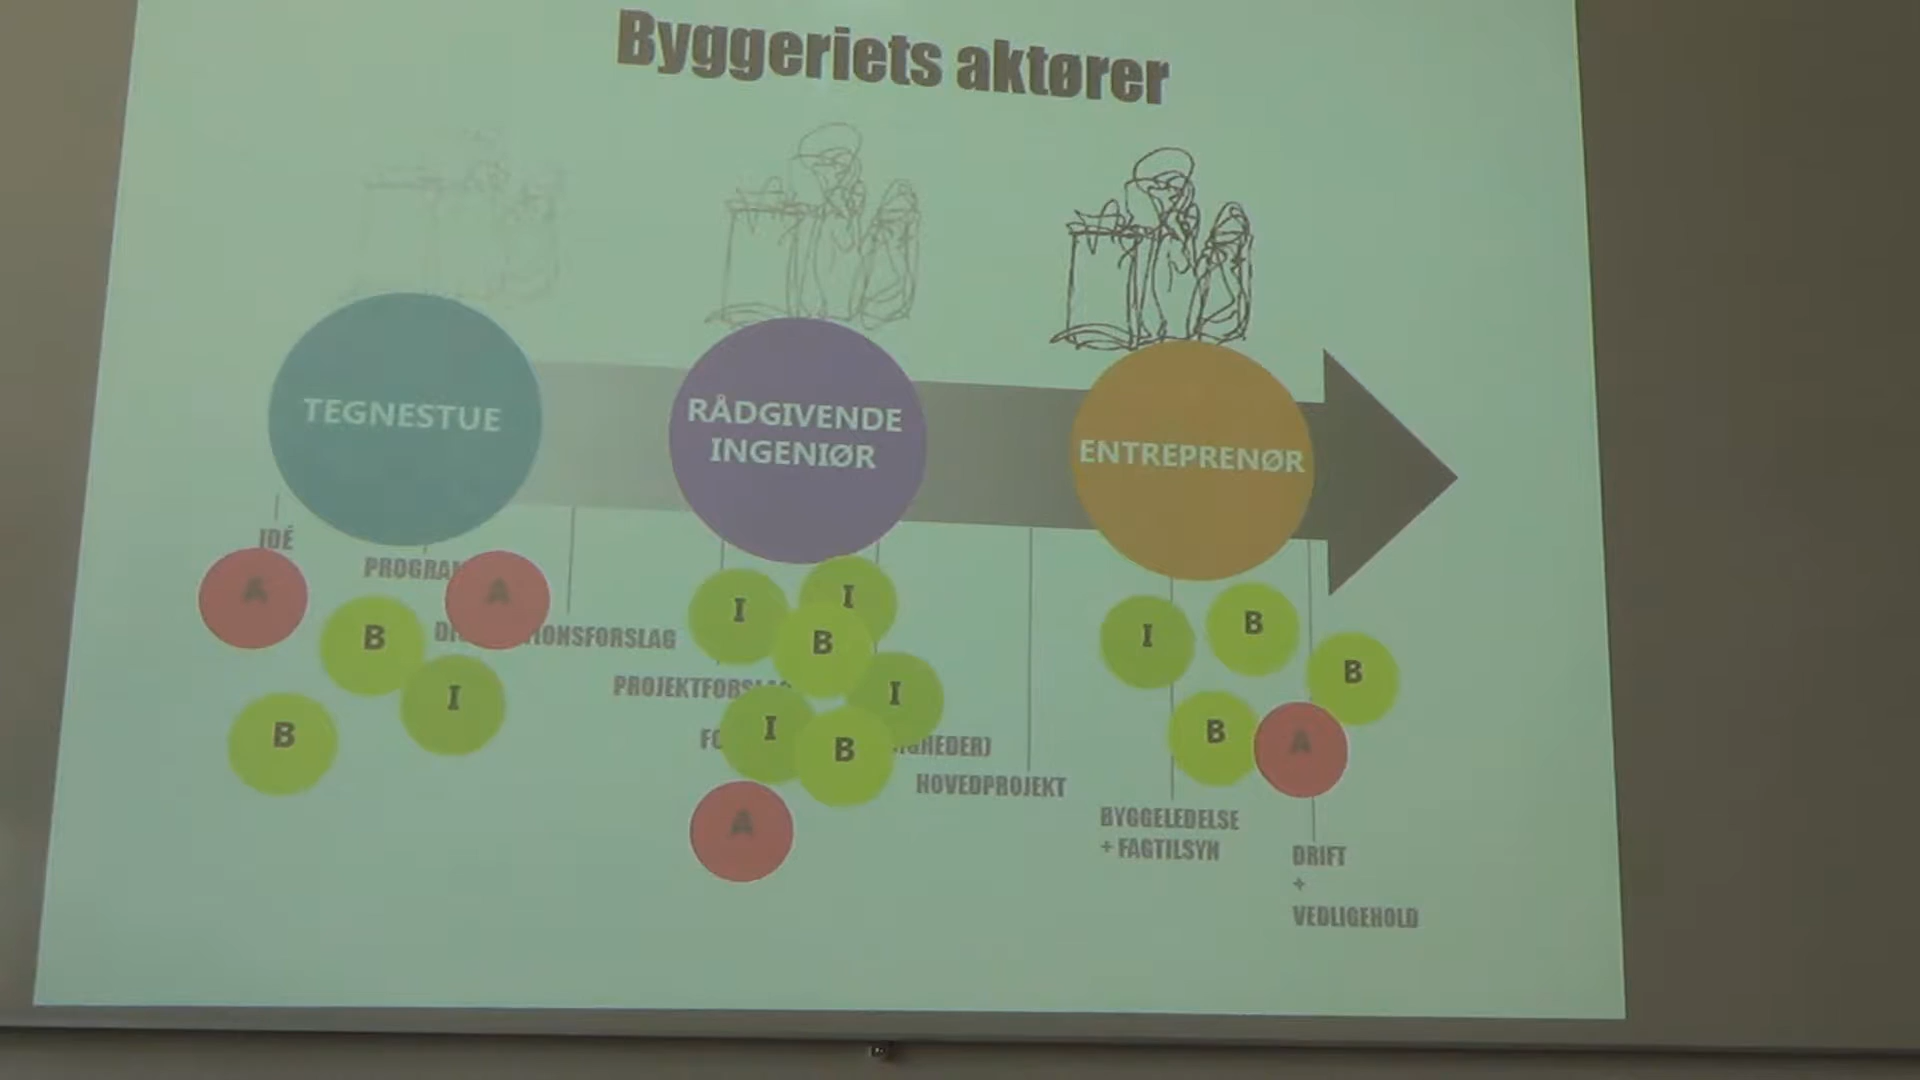 Byggeriets aktører
TEGNESTUE
RÅDGIVENDE
INGENIØR
ENTREPRENØR
IDÉ
A
A
B
I
B
I
I
B
I
I
B
A
HOVEDPROJEKT
I
B
B
B
A
BYGGELEDELSE
+ FAGTILSYN
DRIFT
+
VEDLIGEHOLD